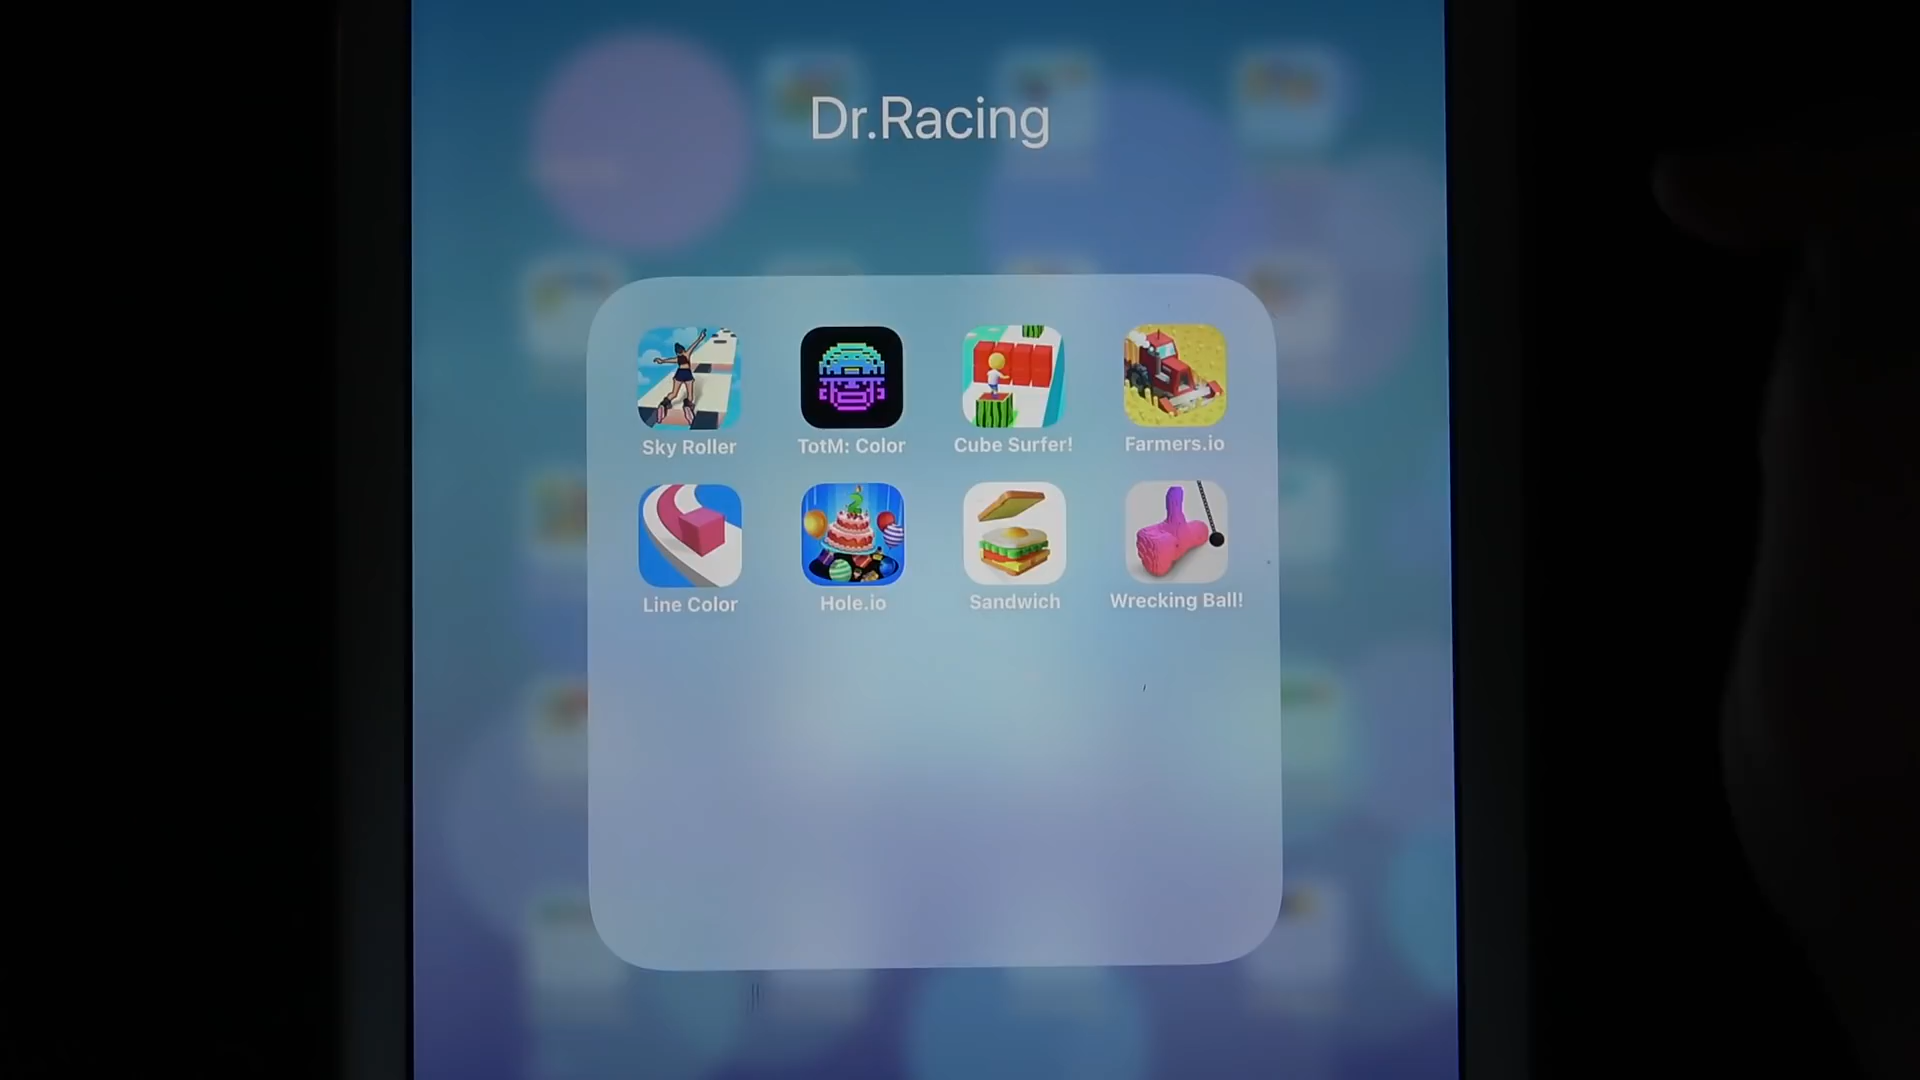 Dr.Racing
Sky Roller
TotM: Color
Cube Surfer!
Farmers.io
Line Color
Hole.io
Sandwich
Wrecking Ball!